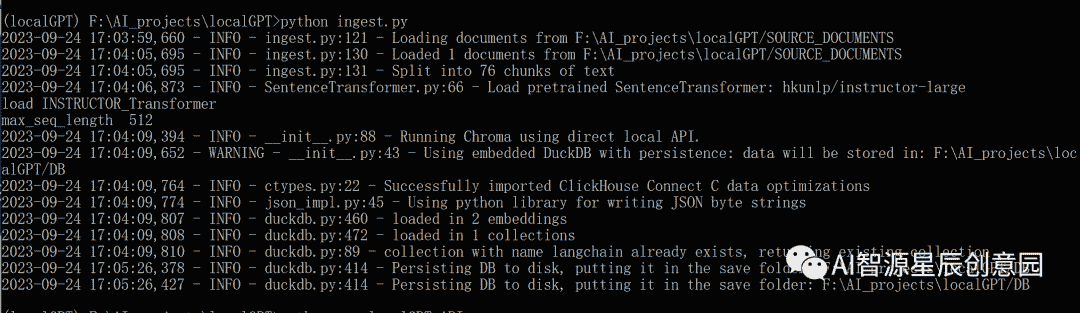 (localGPT) F:\AI_projects\localGPT>python ingest.py
2023-09-24 17:03:59,660 - INFO - ingest.py:121 - Loading documents from F:\AI_projects\localGPT/SOURCE_DOCUMENTS
2023-09-24 17:04:05,695 - INFO - ingest.py:130 - Loaded 1 documents from F:\AI_projects\localGPT/SOURCE_DOCUMENTS
2023-09-24 17:04:05,695 - INFO - ingest.py:131 - Split into 76 chunks of text
2023-09-24 17:04:06,873 - INFO - SentenceTransformer.py:66 - Load pretrained SentenceTransformer: hkunlp/instructor-large
load INSTRUCTOR_Transformer
max_seq_length  512
2023-09-24 17:04:09,394 - INFO - __init__.py:88 - Running Chroma using direct local API.
2023-09-24 17:04:09,652 - WARNING - __init__.py:43 - Using embedded DuckDB with persistence: data will be stored in: F:\AI_projects\loc
alGPT/DB
2023-09-24 17:04:09,764 - INFO - ctypes.py:22 - Successfully imported ClickHouse Connect C data optimizations
2023-09-24 17:04:09,774 - INFO - json_impl.py:45 - Using python library for writing JSON byte strings
2023-09-24 17:04:09,807 - INFO - duckdb.py:460 - loaded in 2 embeddings
2023-09-24 17:04:09,808 - INFO - duckdb.py:472 - loaded in 1 collections
2023-09-24 17:04:09,810 - INFO - duckdb.py:89 - collection with name langchain already exists, returning existing collection
2023-09-24 17:05:26,378 - INFO - duckdb.py:414 - Persisting DB to disk, putting it in the save folder:
2023-09-24 17:05:26,427 - INFO - duckdb.py:414 - Persisting DB to disk, putting it in the save folder: F:\AI_projects\localGPT/DB
AI智源星辰创意园